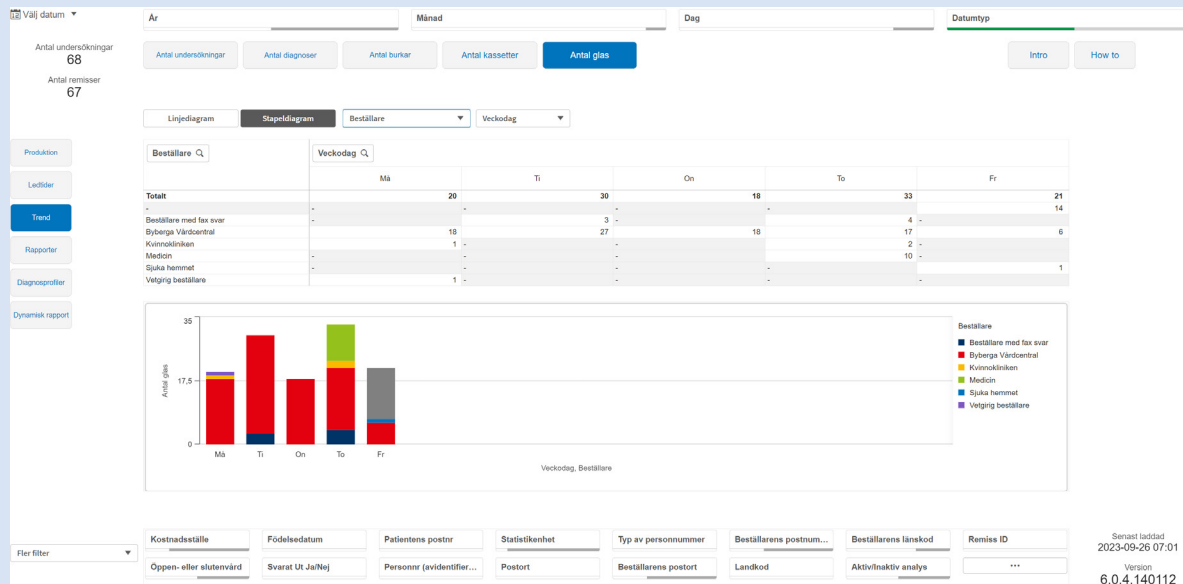 Välj datum
År
Månad
Dag
Datumtyp
Antal undersökningar
68
Antal remisser
67
Antal undersökningar
Antal diagnoser
Antal burkar
Antal kassetter
Antal glas
Intro
How to
Linjediagram
Stapeldiagram
Beställare
Veckodag
Produktion
Ledtider
Trend
Rapporter
Diagnosprofiler
Dynamisk rapport
Beställare
Veckodag
Må Ti On To Fr
Totalt 20 30 18 33 21
- - - - - 14
Beställare med fax svar - 3 - 4 -
Byberga Vårdcentral 18 27 18 17 6
Kvinnokliniken 1 - - 2 -
Medicin - - - 10 -
Sjuka hemmet - - - - 1
Vetgirig beställare 1 - - - -
35
17,5
0
Antal glas
Må Ti On To Fr
Veckodag, Beställare
Beställare
Beställare med fax svar
Byberga Vårdcentral
Kvinnokliniken
Medicin
Sjuka hemmet
Vetgirig beställare
Fler filter
Kostnadsställe
Födelsedatum
Patientens postnr
Statistikenhet
Typ av personnummer
Beställarens postnum...
Beställarens länskod
Remiss ID
Öppen- eller slutenvård
Svarat Ut Ja/Nej
Personnr (avidentifier...
Postort
Beställarens postort
Landkod
Aktiv/Inaktiv analys
...
Senast laddad
2023-09-26 07:01
Version
6.0.4.140112